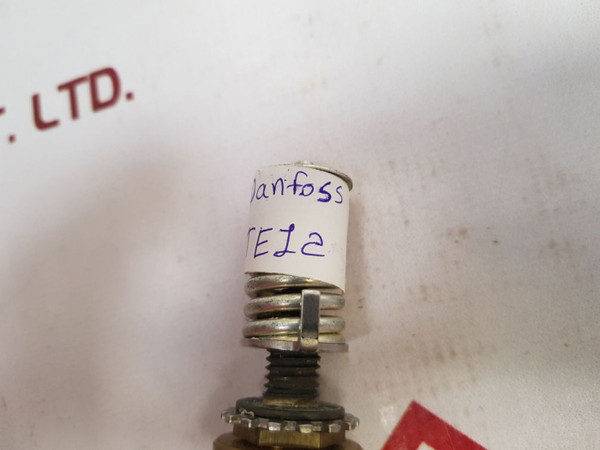 T. LTD.
Danfoss
TE12